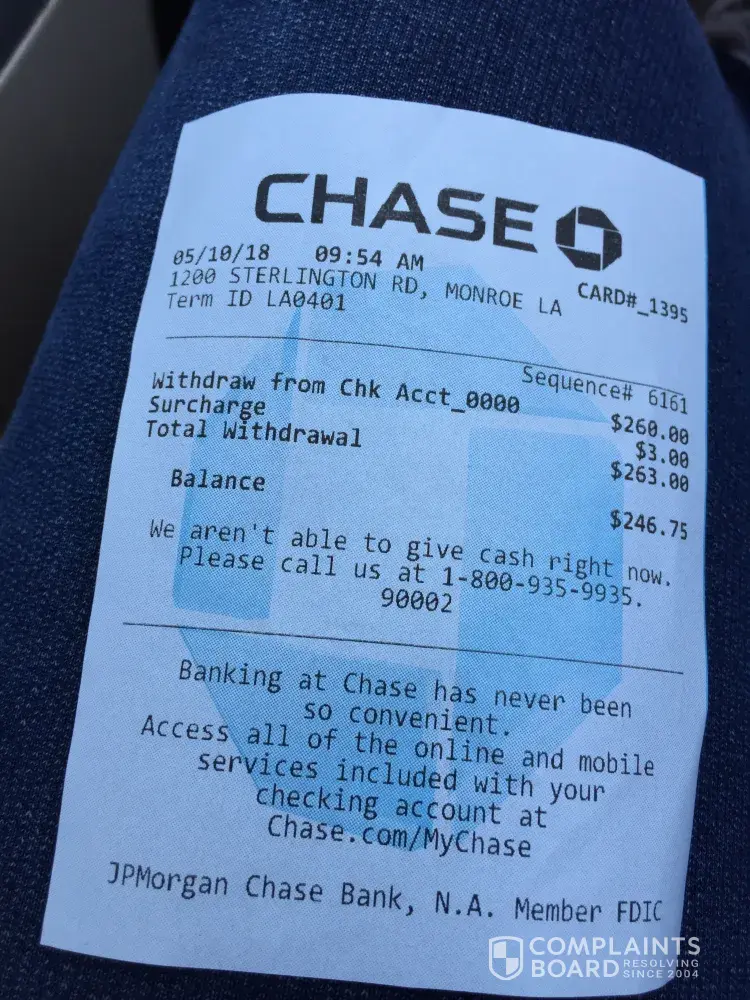 CHASE
05/10/18 09:54 AM
1200 STERLINGTON RD, MONROE LA CARD#_1395
Term ID LA0401
Sequence# 6161
Withdraw from Chk Acct_0000 $260.00
Surcharge $3.00
Total Withdrawal $263.00
Balance $246.75
We aren't able to give cash right now.
Please call us at 1-800-935-9935.
90002
Banking at Chase has never been
so convenient.
Access all of the online and mobile
services included with your
checking account at
Chase.com/MyChase
JPMorgan Chase Bank, N.A. Member FDIC
COMPLAINTS
BOARD RESOLVING
SINCE 2004